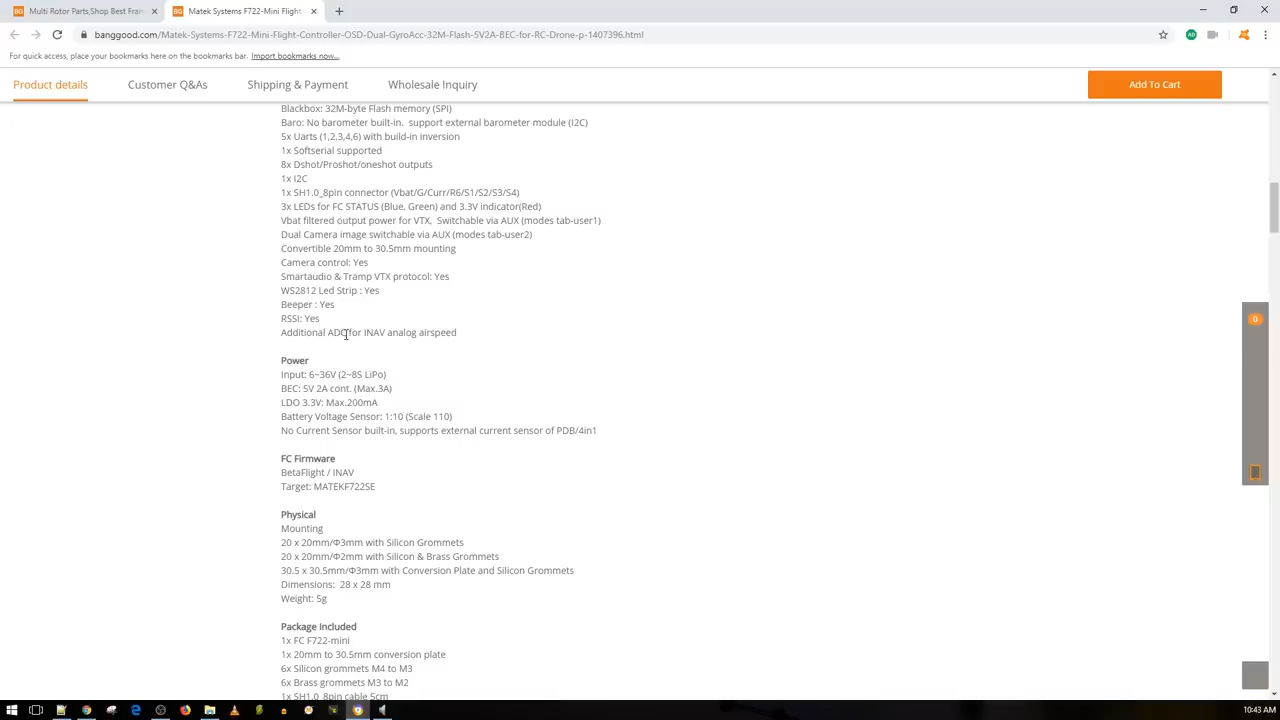 Multi Rotor Parts,Shop Best Fram
Matek Systems F722-Mini Flight
banggood.com/Matek-Systems-F722-Mini-Flight-Controller-OSD-Dual-GyroAcc-32M-Flash-5V2A-BEC-for-RC-Drone-p-1407396.html
For quick access, place your bookmarks here on the bookmarks bar. Import bookmarks now...
Product details
Customer Q&As
Shipping & Payment
Wholesale Inquiry
Add To Cart
Blackbox: 32M-byte Flash memory (SPI)
Baro: No barometer built-in. support external barometer module (I2C)
5x Uarts (1,2,3,4,6) with build-in inversion
1x Softserial supported
8x Dshot/Proshot/oneshot outputs
1x I2C
1x SH1.0_8pin connector (Vbat/G/Curr/R6/S1/S2/S3/S4)
3x LEDs for FC STATUS (Blue, Green) and 3.3V indicator(Red)
Vbat filtered output power for VTX, Switchable via AUX (modes tab-user1)
Dual Camera image switchable via AUX (modes tab-user2)
Convertible 20mm to 30.5mm mounting
Camera control: Yes
Smartaudio & Tramp VTX protocol: Yes
WS2812 Led Strip : Yes
Beeper : Yes
RSSI: Yes
Additional ADC for INAV analog airspeed
Power
Input: 6~36V (2~8S LiPo)
BEC: 5V 2A cont. (Max.3A)
LDO 3.3V: Max.200mA
Battery Voltage Sensor: 1:10 (Scale 110)
No Current Sensor built-in, supports external current sensor of PDB/4in1
FC Firmware
BetaFlight / INAV
Target: MATEKF722SE
Physical
Mounting
20 x 20mm/Φ3mm with Silicon Grommets
20 x 20mm/Φ2mm with Silicon & Brass Grommets
30.5 x 30.5mm/Φ3mm with Conversion Plate and Silicon Grommets
Dimensions: 28 x 28 mm
Weight: 5g
Package Included
1x FC F722-mini
1x 20mm to 30.5mm conversion plate
6x Silicon grommets M4 to M3
6x Brass grommets M3 to M2
1x SH1.0_8pin cable 5cm
0
10:43 AM